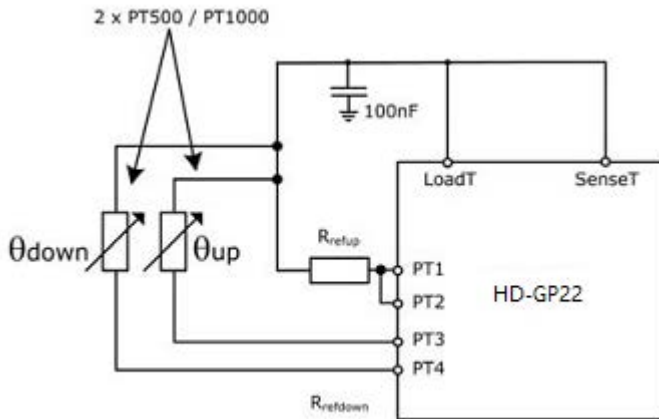 2 x PT500 / PT1000
100nF
LoadT
SenseT
θdown
θup
Rrefup
PT1
PT2
HD-GP22
PT3
PT4
Rrefdown